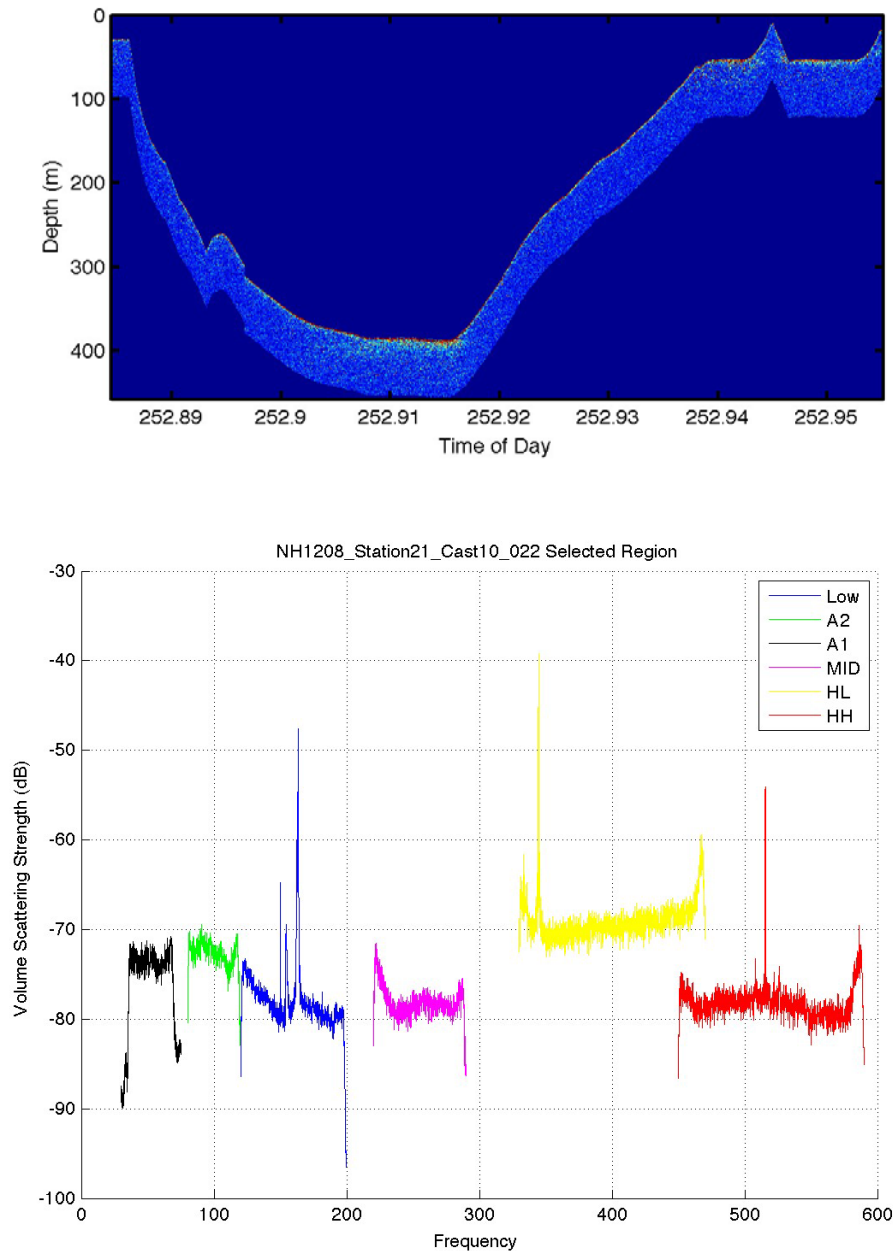 0
100
200
300
400
Depth (m)
252.89 252.9 252.91 252.92 252.93 252.94 252.95
Time of Day
NH1208_Station21_Cast10_022 Selected Region
-30
-40
-50
-60
-70
-80
-90
-100
Volume Scattering Strength (dB)
Low
A2
A1
MID
HL
HH
0 100 200 300 400 500 600
Frequency